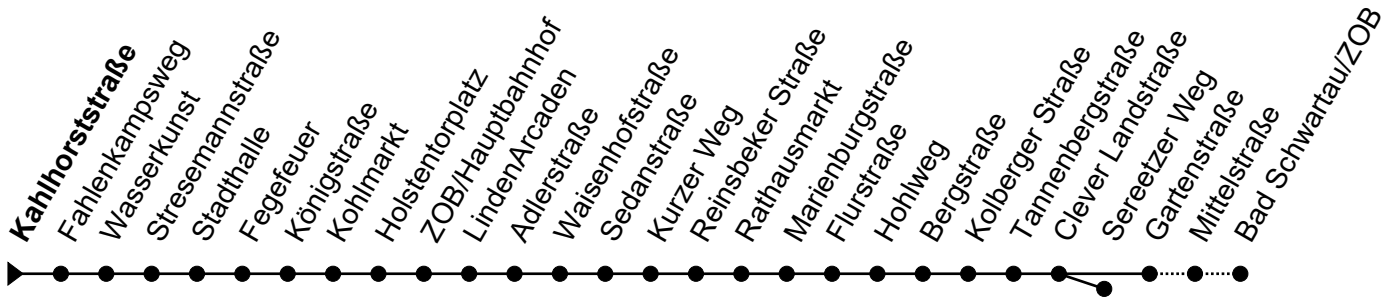 Kahlhorststraße
Fahlenkampsweg
Wasserkunst
Stresemannstraße
Stadthalle
Fegefeuer
Königstraße
Kohlmarkt
Holstentorplatz
ZOB/Hauptbahnhof
LindenArcaden
Adlerstraße
Waisenhofstraße
Sedanstraße
Kurzer Weg
Reinsbeker Straße
Rathausmarkt
Marienburgstraße
Flurstraße
Hohlweg
Bergstraße
Kolberger Straße
Tannenbergstraße
Clever Landstraße
Sereetzer Weg
Gartenstraße
Mittelstraße
Bad Schwartau/ZOB